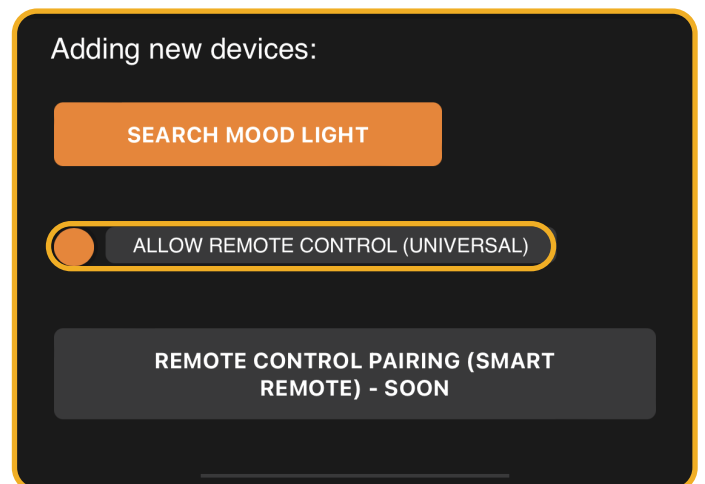 Adding new devices:
SEARCH MOOD LIGHT
ALLOW REMOTE CONTROL (UNIVERSAL)
REMOTE CONTROL PAIRING (SMART
REMOTE) - SOON